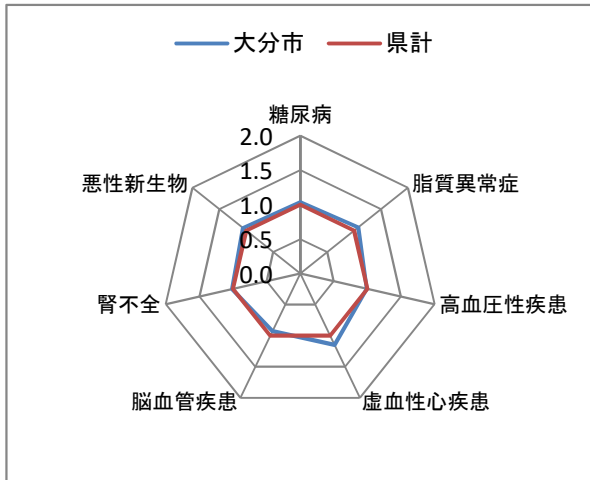 大分市 県計
糖尿病
2.0
1.5
1.0
0.5
0.0
脂質異常症
高血圧性疾患
虚血性心疾患
脳血管疾患
腎不全
悪性新生物